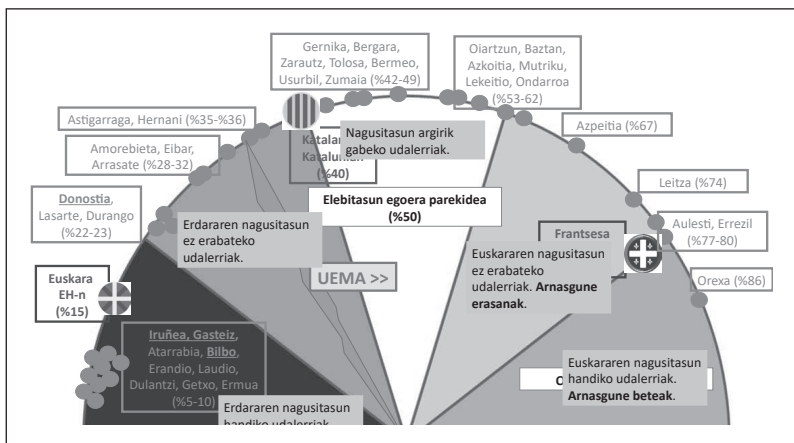 Gernika, Bergara,
Zarautz, Tolosa, Bermeo,
Usurbil, Zumaia (%42-49)
Oiartzun, Baztan,
Azkoitia, Mutriku,
Lekeitio, Ondarroa
(%53-62)
Astigarraga, Hernani (%35-%36)
Azpeitia (%67)
Amorebieta, Eibar,
Arrasate (%28-32)
(%40)
Nagusitasun argirik
gabeko udalerriak.
Leitza (%74)
Donostia,
Lasarte, Durango
(%22-23)
Elebitasun egoera parekidea
(%50)
Erdararen nagusitasun
ez erabateko
udalerriak.
Aulesti, Errezil
(%77-80)
Frantsesa
Euskararen nagusitasun
ez erabateko
udalerriak. Arnasgune
erasanak.
UEMA >>
Euskara
EH-n
(%15)
Orexa (%86)
Iruñea, Gasteiz,
Atarrabia, Bilbo,
Erandio, Laudio,
Dulantzi, Getxo, Ermua
(%5-10)
Euskararen nagusitasun
handiko udalerriak.
Arnasgune beteak.
Erdararen nagusitasun
handiko udalerriak